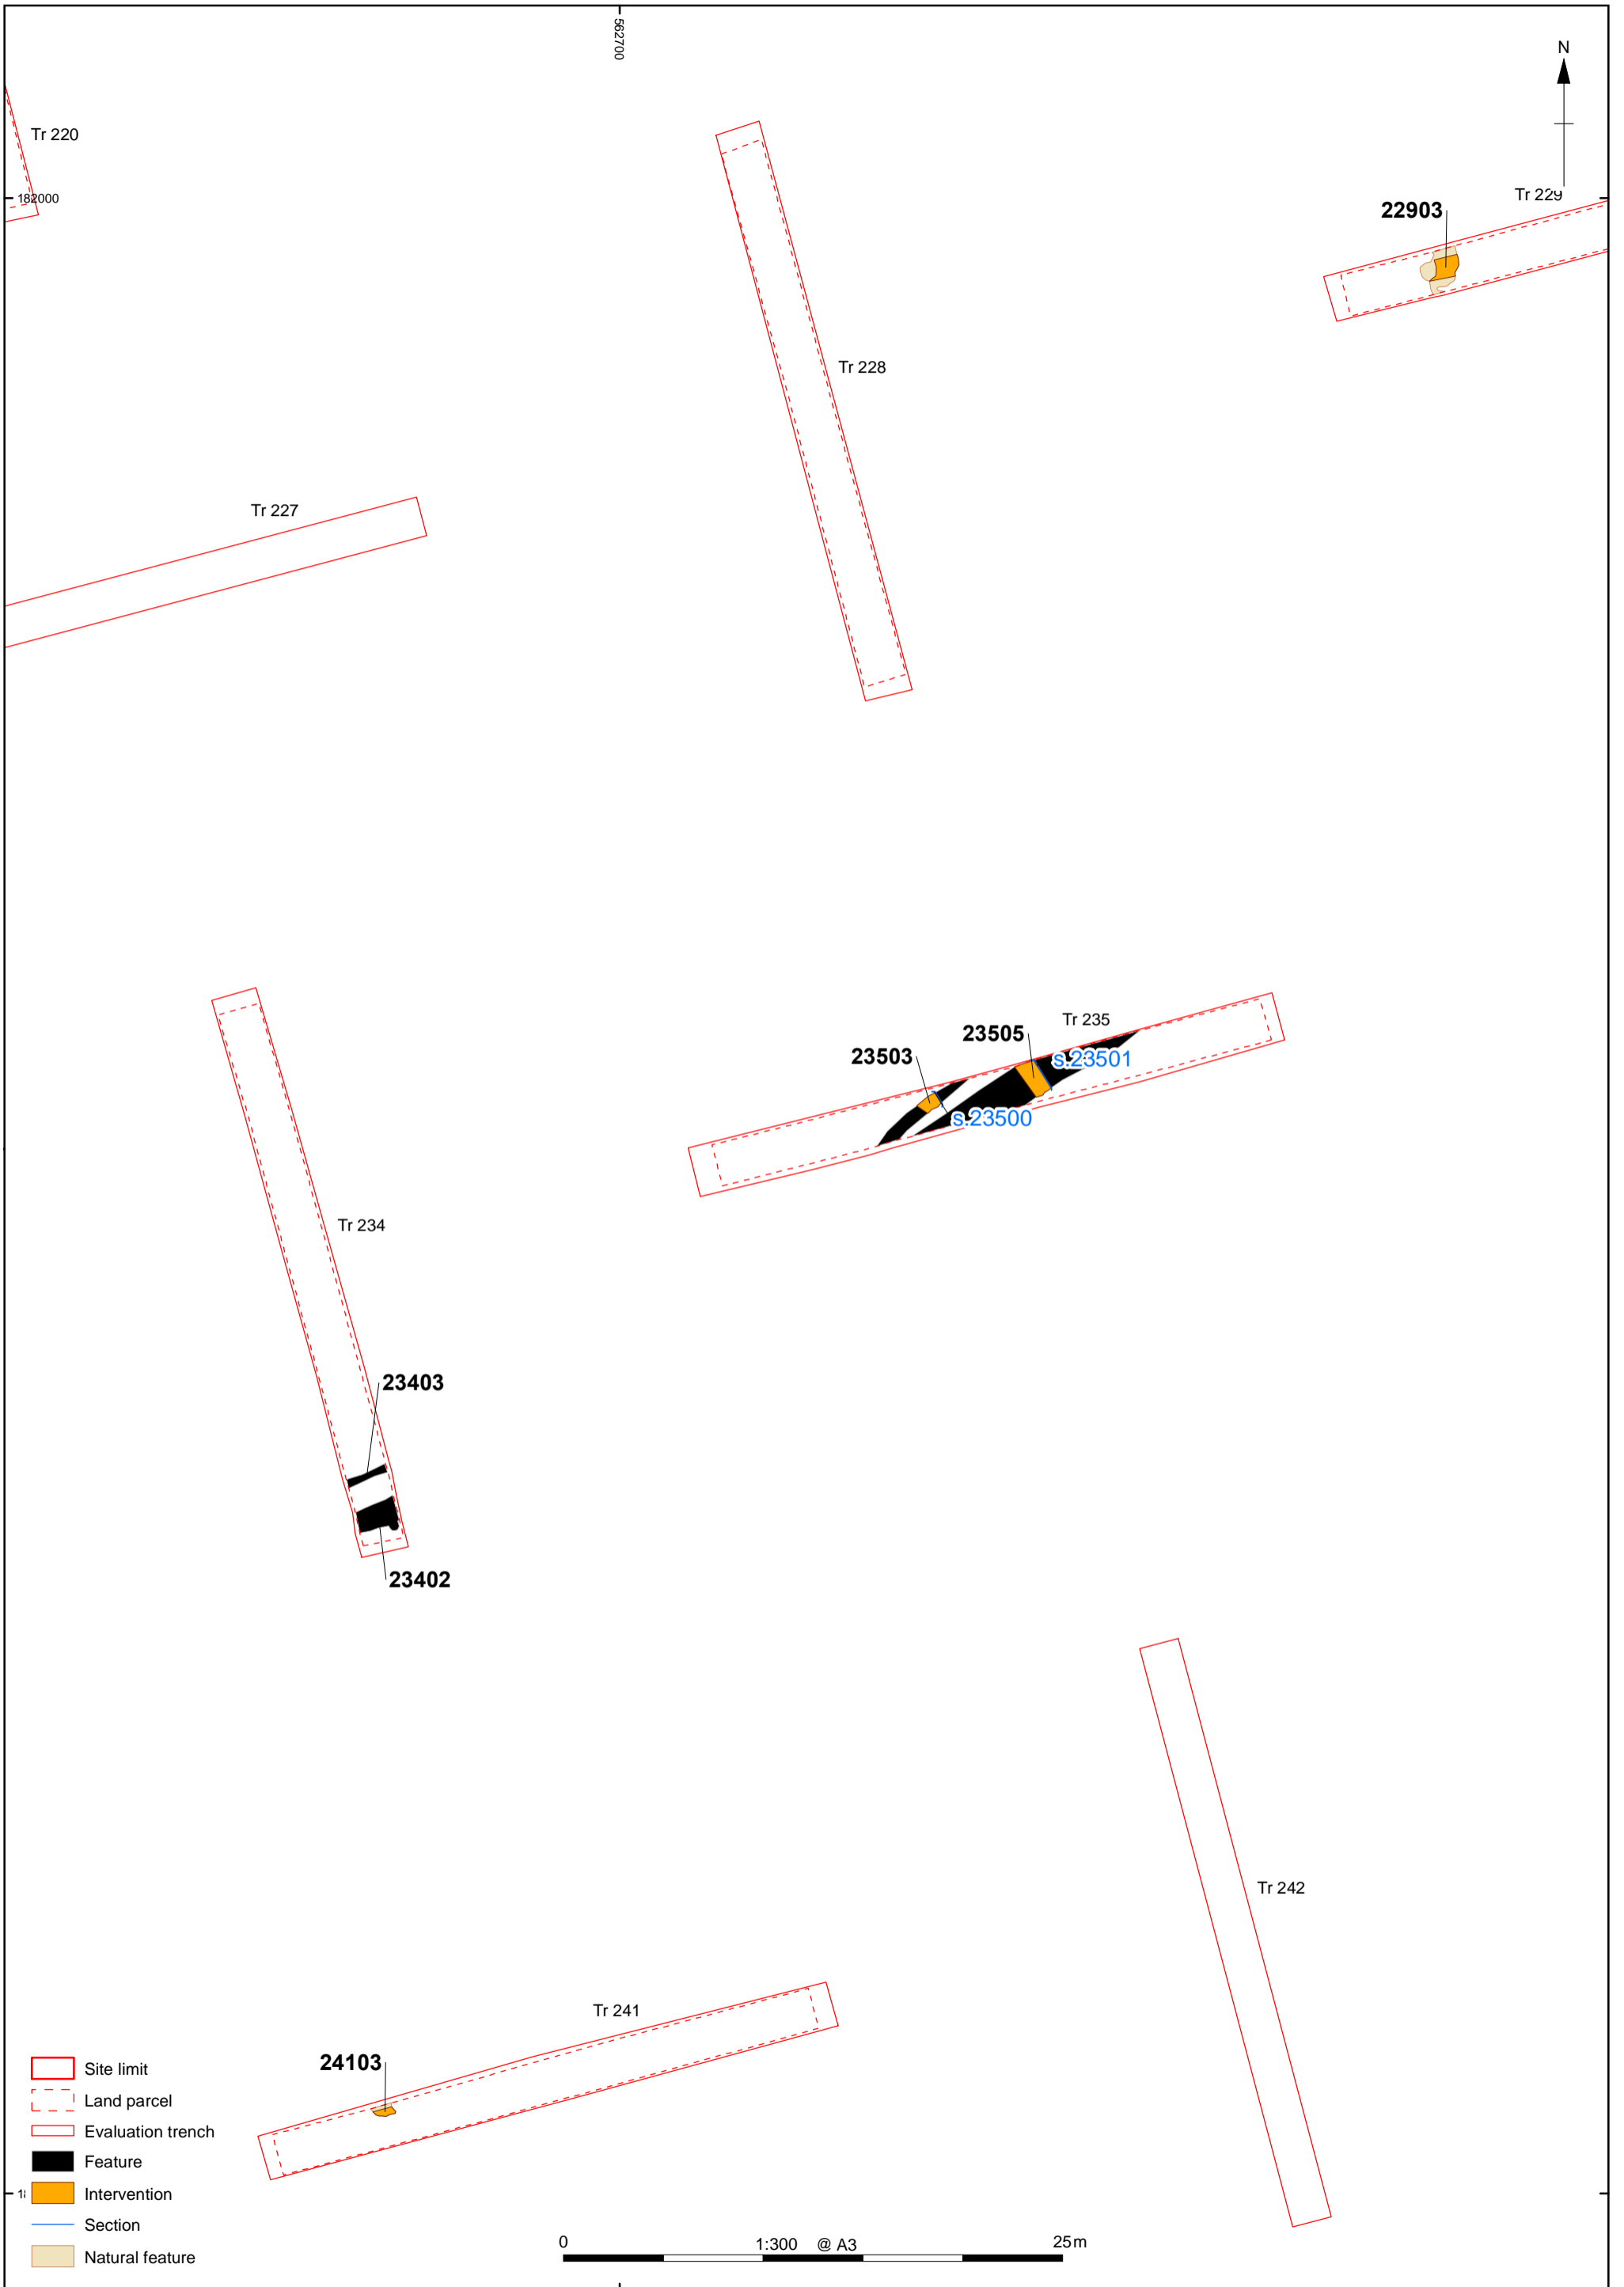 562700
N
Tr 220
182000
Tr 229
22903
Tr 228
Tr 227
Tr 235
23505
23503
s.23501
s.23500
Tr 234
23403
23402
Tr 242
Tr 241
24103
Site limit
Land parcel
Evaluation trench
Feature
Intervention
Section
Natural feature
0
1:300 @ A3
25m